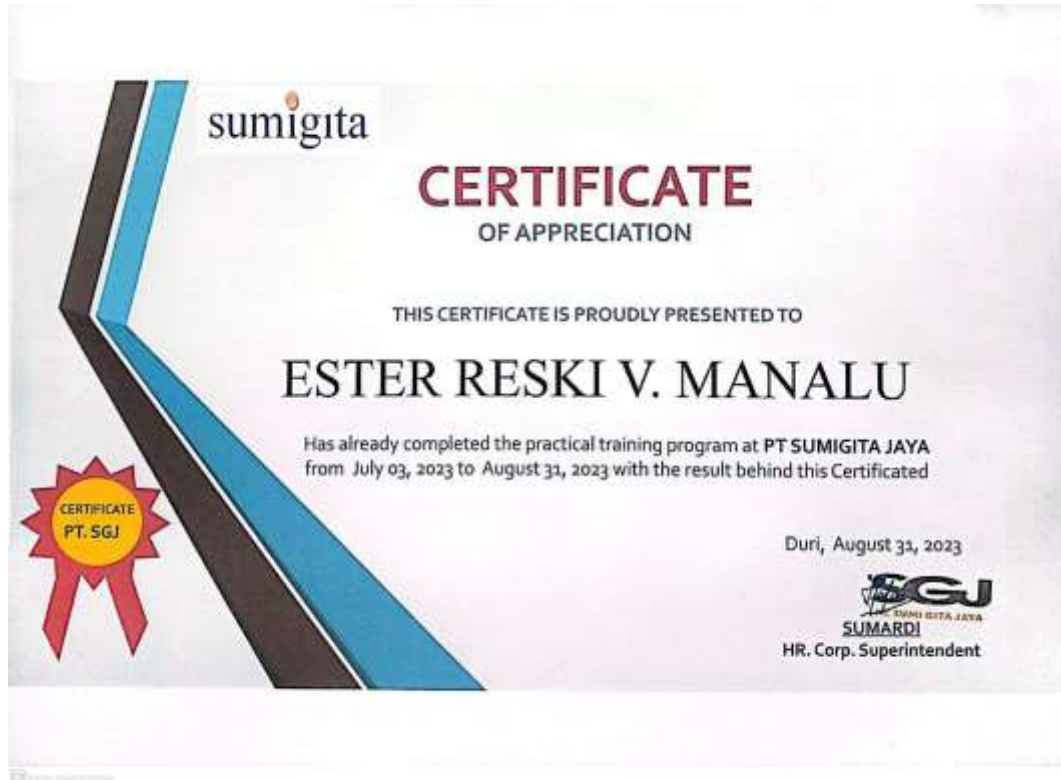 sumigita
CERTIFICATE
OF APPRECIATION
THIS CERTIFICATE IS PROUDLY PRESENTED TO
ESTER RESKI V. MANALU
Has already completed the practical training program at PT SUMIGITA JAYA
from July 03, 2023 to August 31, 2023 with the result behind this Certificated
CERTIFICATE
PT. SGJ
Duri, August 31, 2023
SGJ
SUMI GITA JAYA
SUMARDI
HR. Corp. Superintendent